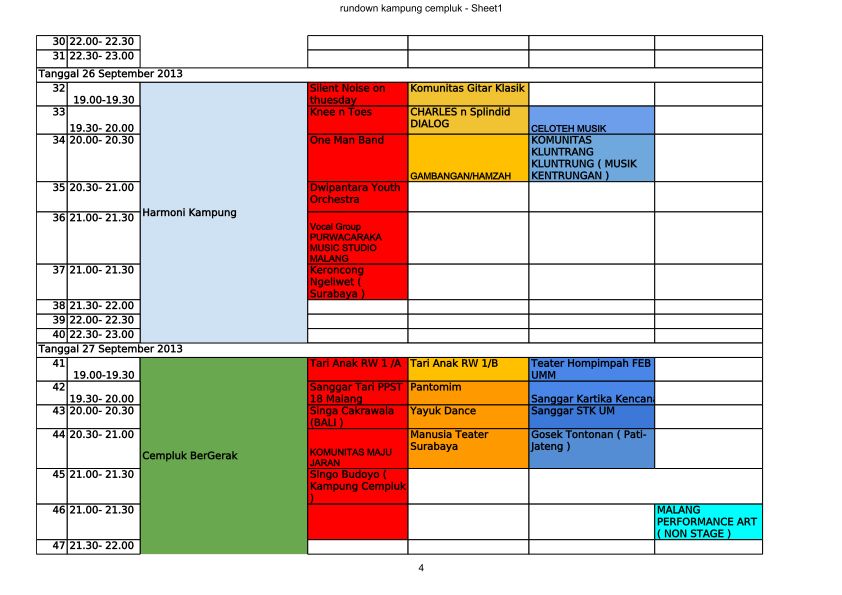 rundown kampung cempluk - Sheet1
30 22.00- 22.30
31 22.30- 23.00
Tanggal 26 September 2013
32 19.00-19.30 Silent Noise on thuesday Komunitas Gitar Klasik
33 19.30- 20.00 Knee n Toes CHARLES n Splindid DIALOG CELOTEH MUSIK
34 20.00- 20.30 One Man Band GAMBANGAN/HAMZAH KOMUNITAS KLUNTRANG KLUNTRUNG ( MUSIK KENTRUNGAN )
35 20.30- 21.00 Dwipantara Youth Orchestra
Harmoni Kampung
36 21.00- 21.30 Vocal Group PURWACARAKA MUSIC STUDIO MALANG
37 21.00- 21.30 Keroncong Ngeliwet ( Surabaya )
38 21.30- 22.00
39 22.00- 22.30
40 22.30- 23.00
Tanggal 27 September 2013
41 19.00-19.30 Tari Anak RW 1 /A Tari Anak RW 1/B Teater Hompimpah FEB UMM
42 19.30- 20.00 Sanggar Tari PPST 18 Malang Pantomim Sanggar Kartika Kencana
43 20.00- 20.30 Singa Cakrawala (BALI ) Yayuk Dance Sanggar STK UM
44 20.30- 21.00 KOMUNITAS MAJU JARAN Manusia Teater Surabaya Gosek Tontonan ( Pati- Jateng )
Cempluk BerGerak
45 21.00- 21.30 Singo Budoyo ( Kampung Cempluk )
46 21.00- 21.30 MALANG PERFORMANCE ART ( NON STAGE )
47 21.30- 22.00
4